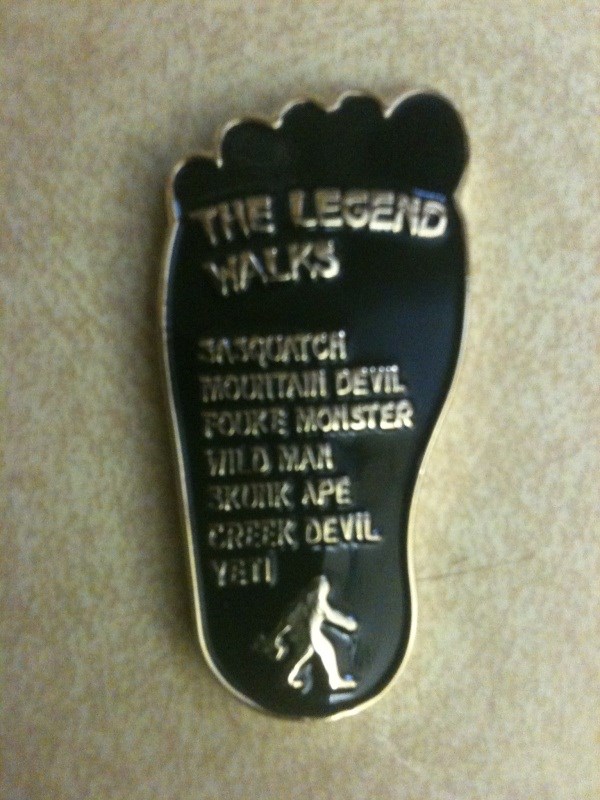 THE LEGEND
WALKS
SASQUATCH
MOUNTAIN DEVIL
FOUKE MONSTER
WILD MAN
SKUNK APE
CREEK DEVIL
YETI